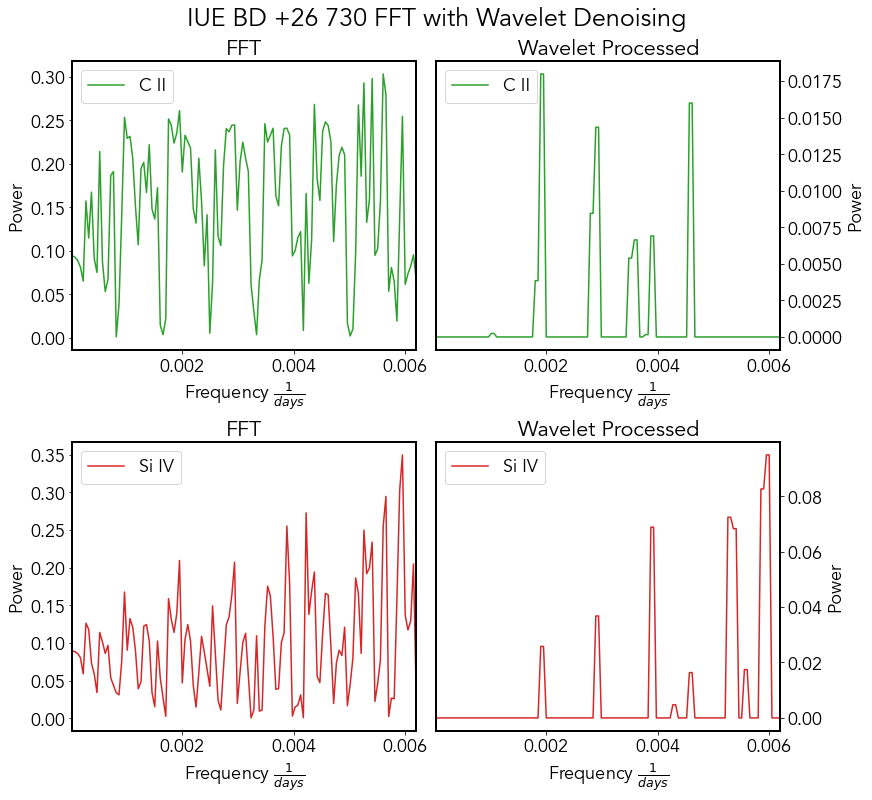 IUE BD +26 730 FFT with Wavelet Denoising
FFT
Wavelet Processed
C II
C II
0.30
0.25
0.20
0.15
0.10
0.05
0.00
Power
0.0175
0.0150
0.0125
0.0100
0.0075
0.0050
0.0025
0.0000
Power
0.002 0.004 0.006
0.002 0.004 0.006
Frequency 1/days
Frequency 1/days
FFT
Wavelet Processed
Si IV
Si IV
0.35
0.30
0.25
0.20
0.15
0.10
0.05
0.00
Power
0.08
0.06
0.04
0.02
0.00
Power
0.002 0.004 0.006
0.002 0.004 0.006
Frequency 1/days
Frequency 1/days